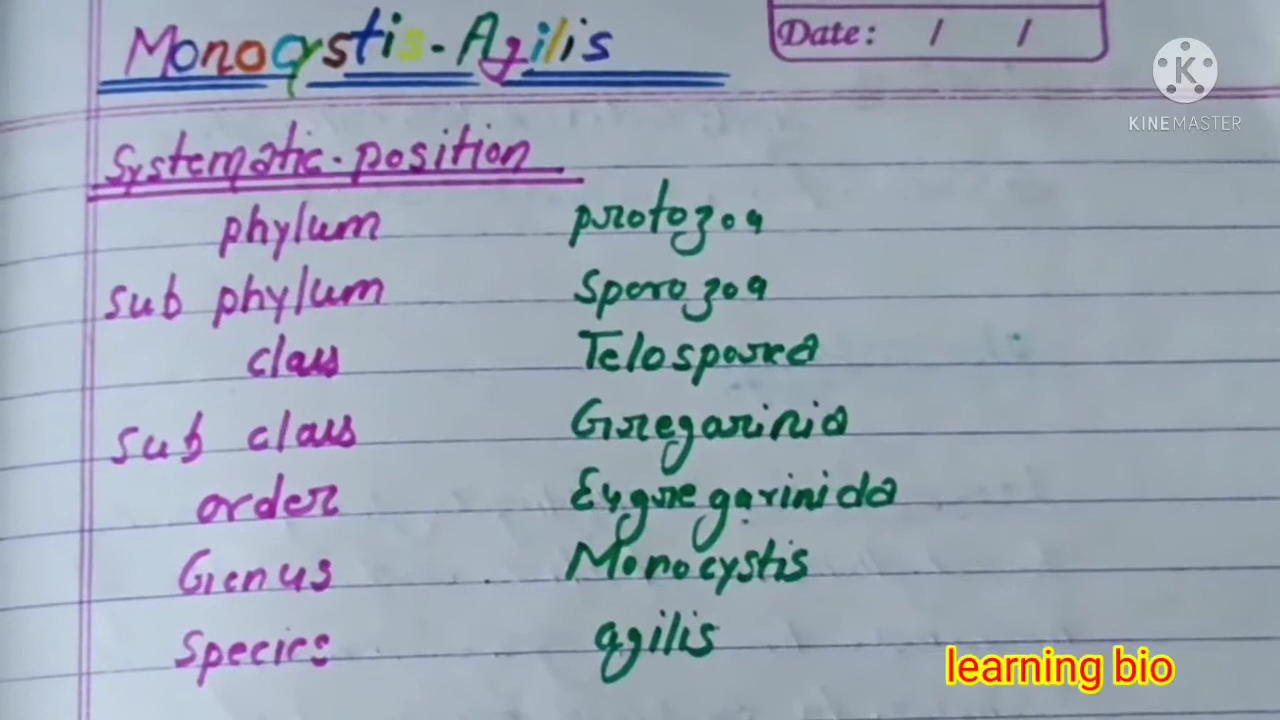 Monocystis-Agilis
Date: / /
K
KINEMASTER
Systematic-position
phylum protozoa
sub phylum Sporozoa
class Telosporea
sub class Gregarinia
order Eugregarinida
Genus Monocystis
Species agilis
learning bio